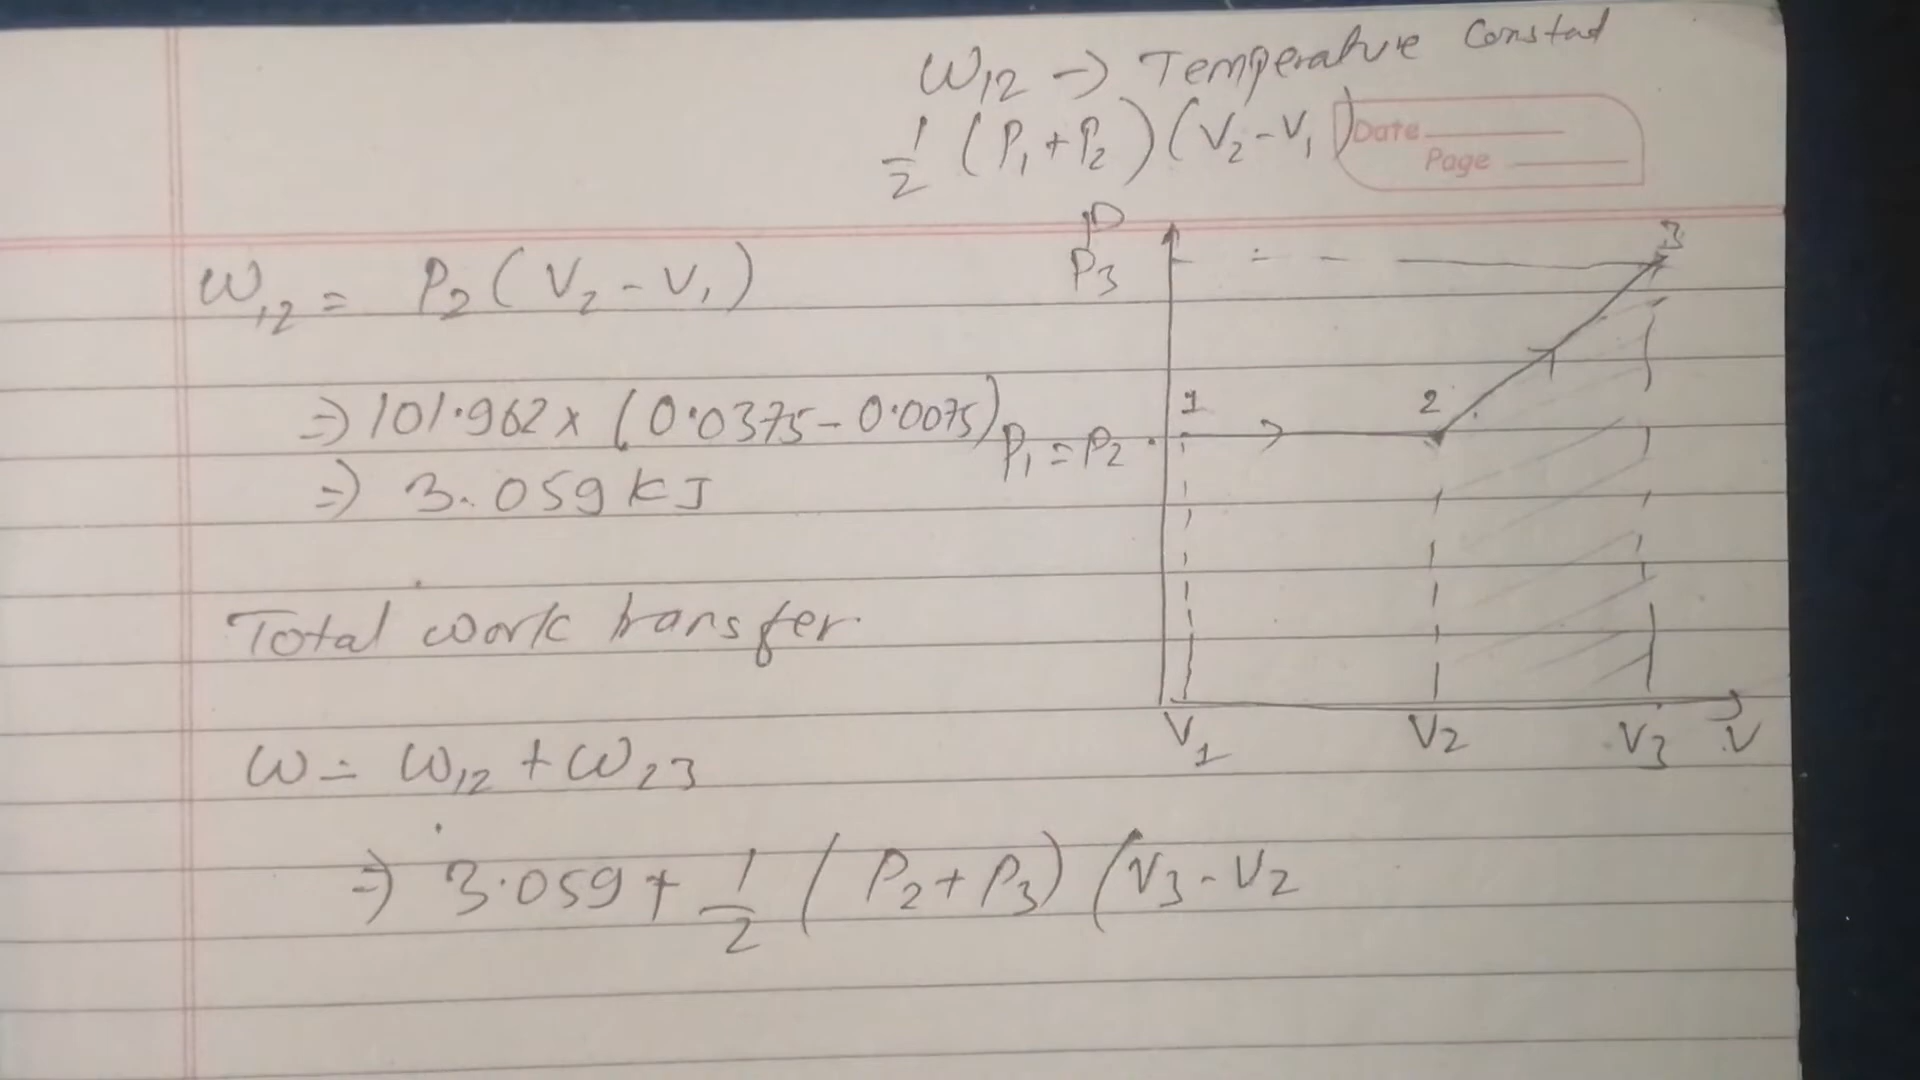 W12 → Temperature Constat
1/2 (P1+P2) (V2-V1)
Date
Page
W12 = P2 (V2 - V1)
⇒ 101.962 x (0.0375 - 0.0075)
⇒ 3.059 KJ
Total work transfer
W = W12 + W23
⇒ 3.059 + 1/2 (P2+P3) (V3-V2
P
P3
3
1
2
P1 = P2
V1
V2
V3
V